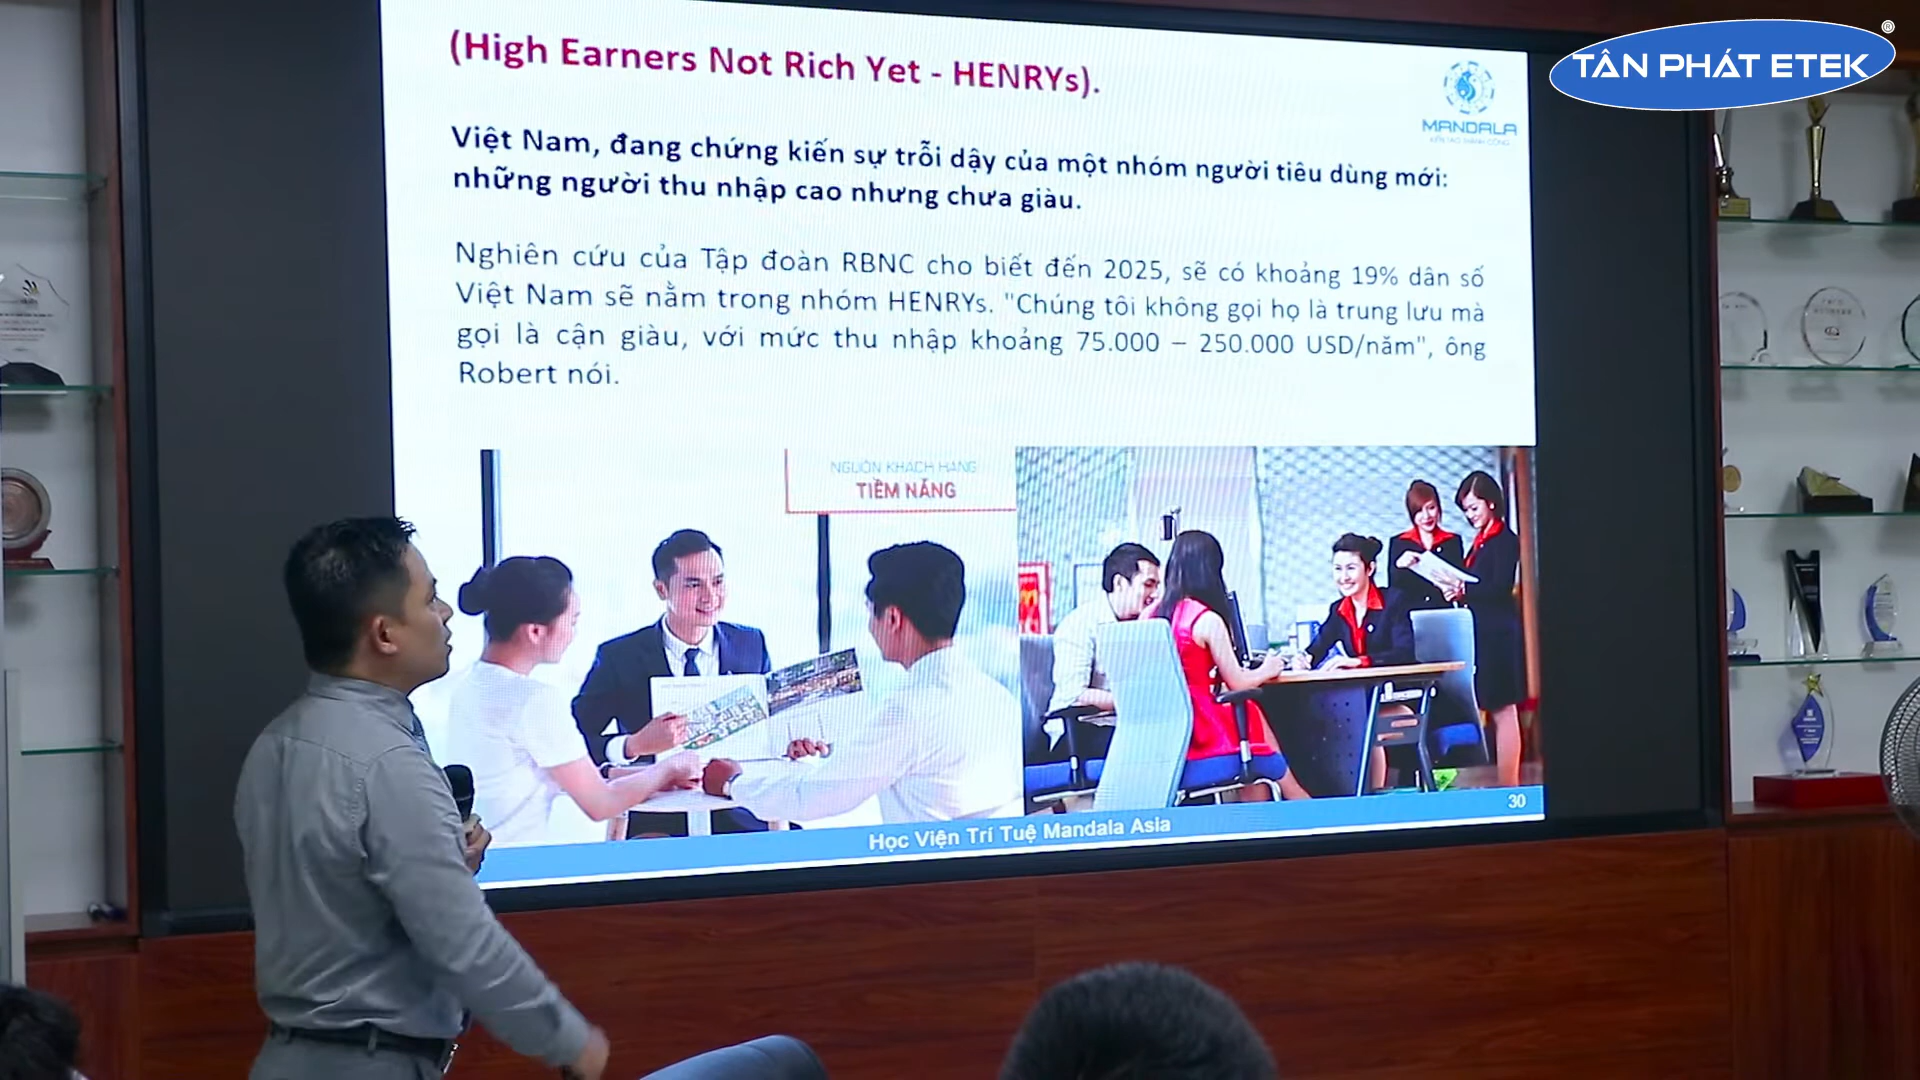 TÂN PHÁT ETEK
(High Earners Not Rich Yet - HENRYs).
MANDALA
Việt Nam, đang chứng kiến sự trỗi dậy của một nhóm người tiêu dùng mới:
những người thu nhập cao nhưng chưa giàu.
Nghiên cứu của Tập đoàn RBNC cho biết đến 2025, sẽ có khoảng 19% dân số
Việt Nam sẽ nằm trong nhóm HENRYs. "Chúng tôi không gọi họ là trung lưu mà
gọi là cận giàu, với mức thu nhập khoảng 75.000 – 250.000 USD/năm", ông
Robert nói.
NGUỒN KHÁCH HÀNG
TIỀM NĂNG
30
Học Viện Trí Tuệ Mandala Asia